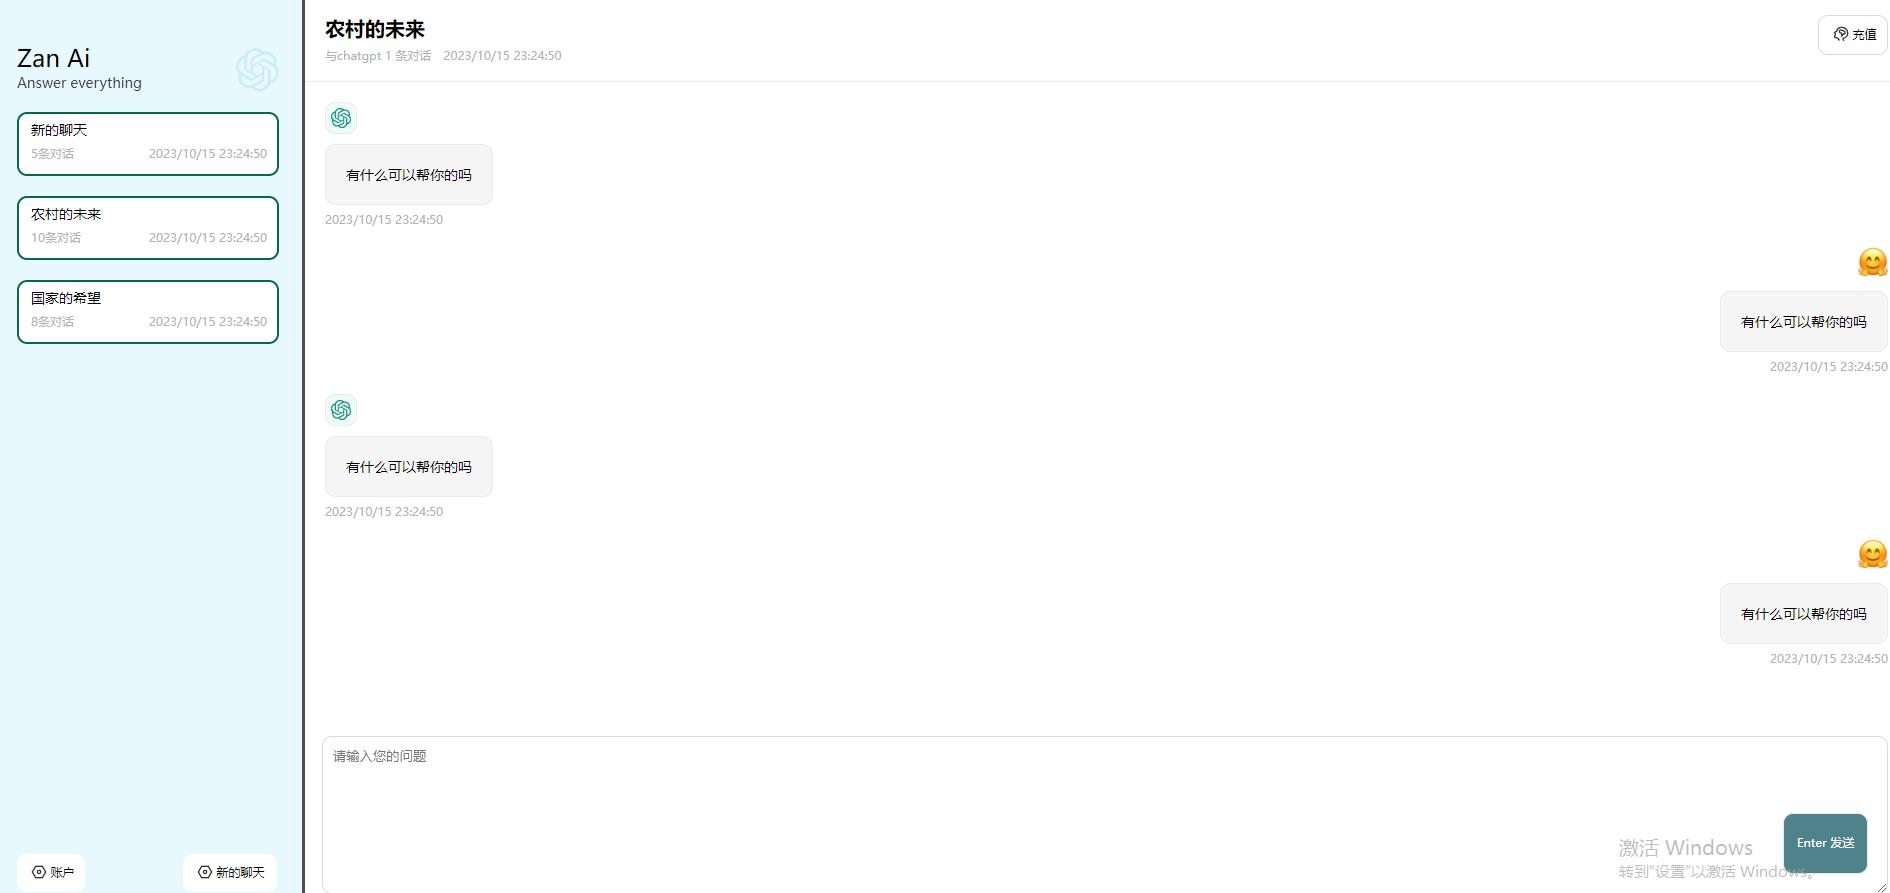 Zan Ai
Answer everything
新的聊天
5条对话 2023/10/15 23:24:50
农村的未来
10条对话 2023/10/15 23:24:50
国家的希望
8条对话 2023/10/15 23:24:50
账户
新的聊天
农村的未来
与chatgpt 1 条对话 2023/10/15 23:24:50
充值
有什么可以帮你的吗
2023/10/15 23:24:50
有什么可以帮你的吗
2023/10/15 23:24:50
有什么可以帮你的吗
2023/10/15 23:24:50
有什么可以帮你的吗
2023/10/15 23:24:50
请输入您的问题
Enter 发送
激活 Windows
转到"设置"以激活 Windows。